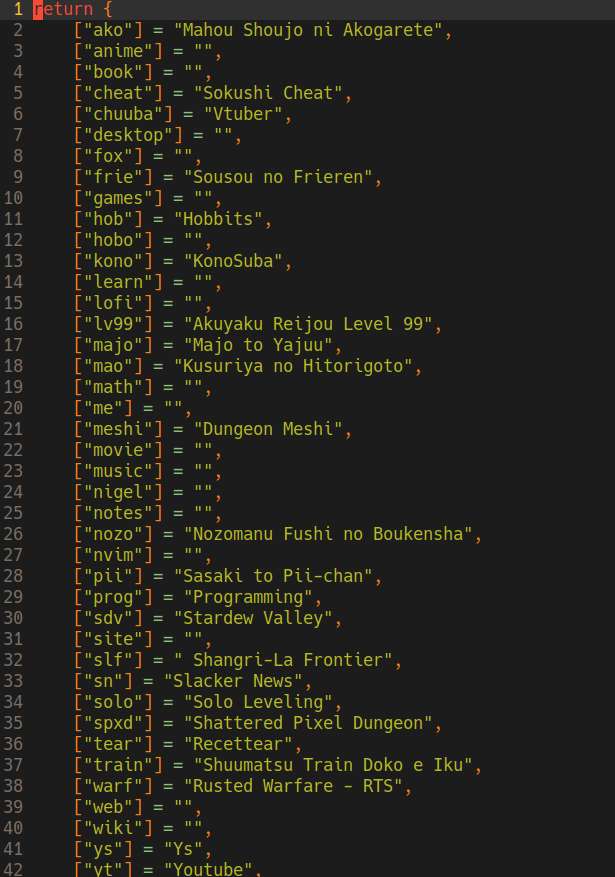 1 return {
2 ["ako"] = "Mahou Shoujo ni Akogarete",
3 ["anime"] = "",
4 ["book"] = "",
5 ["cheat"] = "Sokushi Cheat",
6 ["chuuba"] = "Vtuber",
7 ["desktop"] = "",
8 ["fox"] = "",
9 ["frie"] = "Sousou no Frieren",
10 ["games"] = "",
11 ["hob"] = "Hobbits",
12 ["hobo"] = "",
13 ["kono"] = "KonoSuba",
14 ["learn"] = "",
15 ["lofi"] = "",
16 ["lv99"] = "Akuyaku Reijou Level 99",
17 ["majo"] = "Majo to Yajuu",
18 ["mao"] = "Kusuriya no Hitorigoto",
19 ["math"] = "",
20 ["me"] = "",
21 ["meshi"] = "Dungeon Meshi",
22 ["movie"] = "",
23 ["music"] = "",
24 ["nigel"] = "",
25 ["notes"] = "",
26 ["nozo"] = "Nozomanu Fushi no Boukensha",
27 ["nvim"] = "",
28 ["pii"] = "Sasaki to Pii-chan",
29 ["prog"] = "Programming",
30 ["sdv"] = "Stardew Valley",
31 ["site"] = "",
32 ["slf"] = " Shangri-La Frontier",
33 ["sn"] = "Slacker News",
34 ["solo"] = "Solo Leveling",
35 ["spxd"] = "Shattered Pixel Dungeon",
36 ["tear"] = "Recettear",
37 ["train"] = "Shuumatsu Train Doko e Iku",
38 ["warf"] = "Rusted Warfare - RTS",
39 ["web"] = "",
40 ["wiki"] = "",
41 ["ys"] = "Ys",
42 ["yt"] = "Youtube",